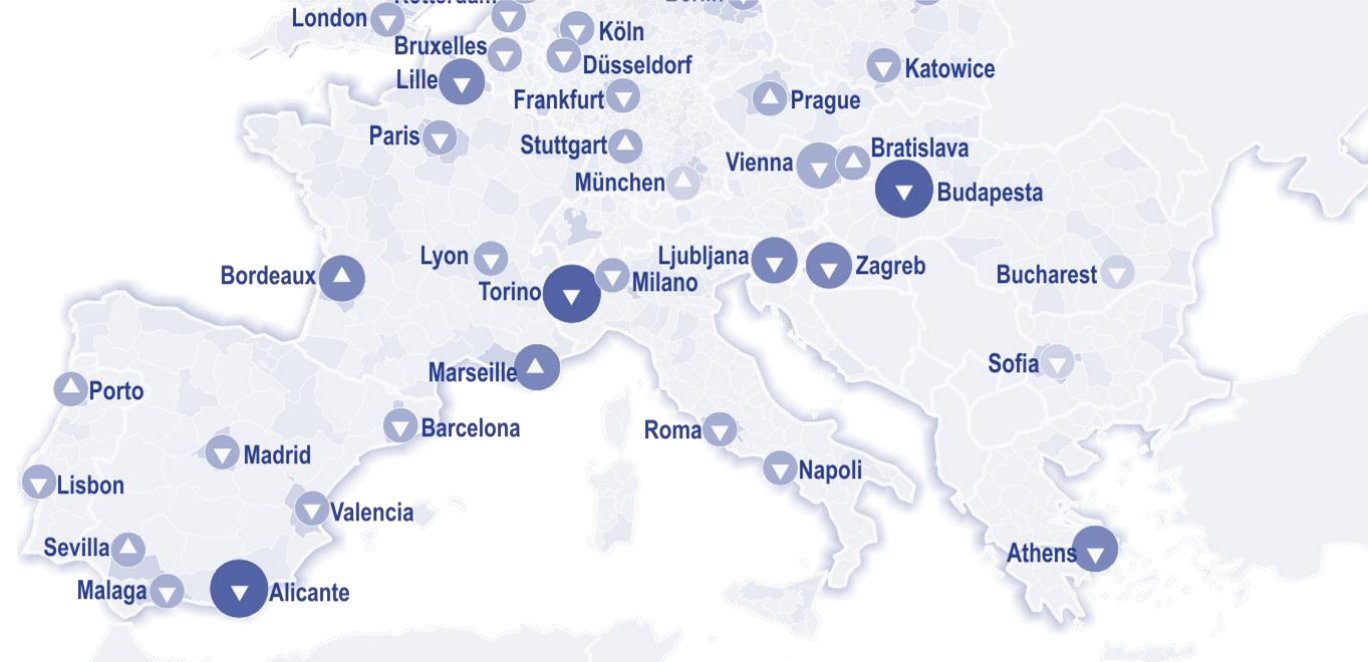 London
Bruxelles
Köln
Düsseldorf
Lille
Katowice
Frankfurt
Prague
Paris
Stuttgart
Bratislava
Vienna
München
Budapesta
Lyon
Ljubljana
Zagreb
Bordeaux
Torino
Milano
Bucharest
Marseille
Sofia
Porto
Barcelona
Roma
Madrid
Napoli
Lisbon
Valencia
Sevilla
Athens
Malaga
Alicante